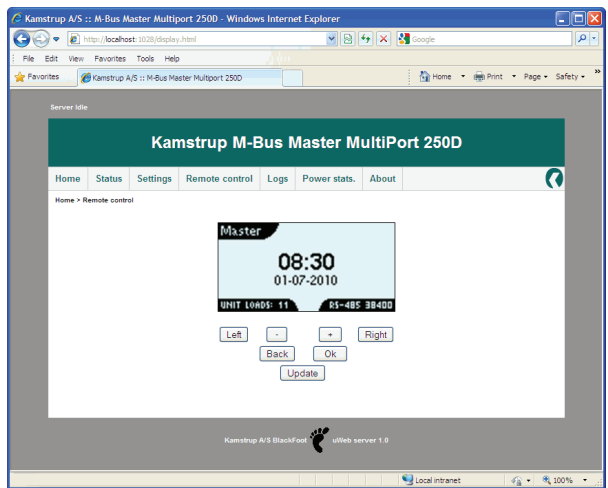 Kamstrup A/S :: M-Bus Master Multiport 250D - Windows Internet Explorer
http://localhost:1028/display.html
Google
File Edit View Favorites Tools Help
Favorites Kamstrup A/S :: M-Bus Master Multiport 250D Home Print Page Safety »
Server Idle
Kamstrup M-Bus Master MultiPort 250D
Home Status Settings Remote control Logs Power stats. About
Home > Remote control
Master
08:30
01-07-2010
UNIT LOADS: 11 RS-485 38400
Left - + Right
Back Ok
Update
Kamstrup A/S BlackFoot uWeb server 1.0
Local intranet 100%